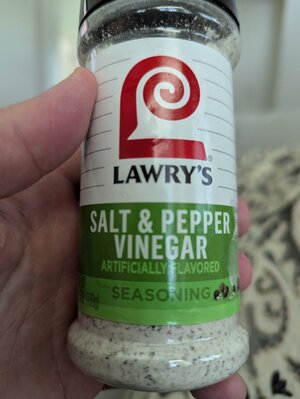 LAWRY'S
SALT & PEPPER
VINEGAR
ARTIFICIALLY FLAVORED
SEASONING